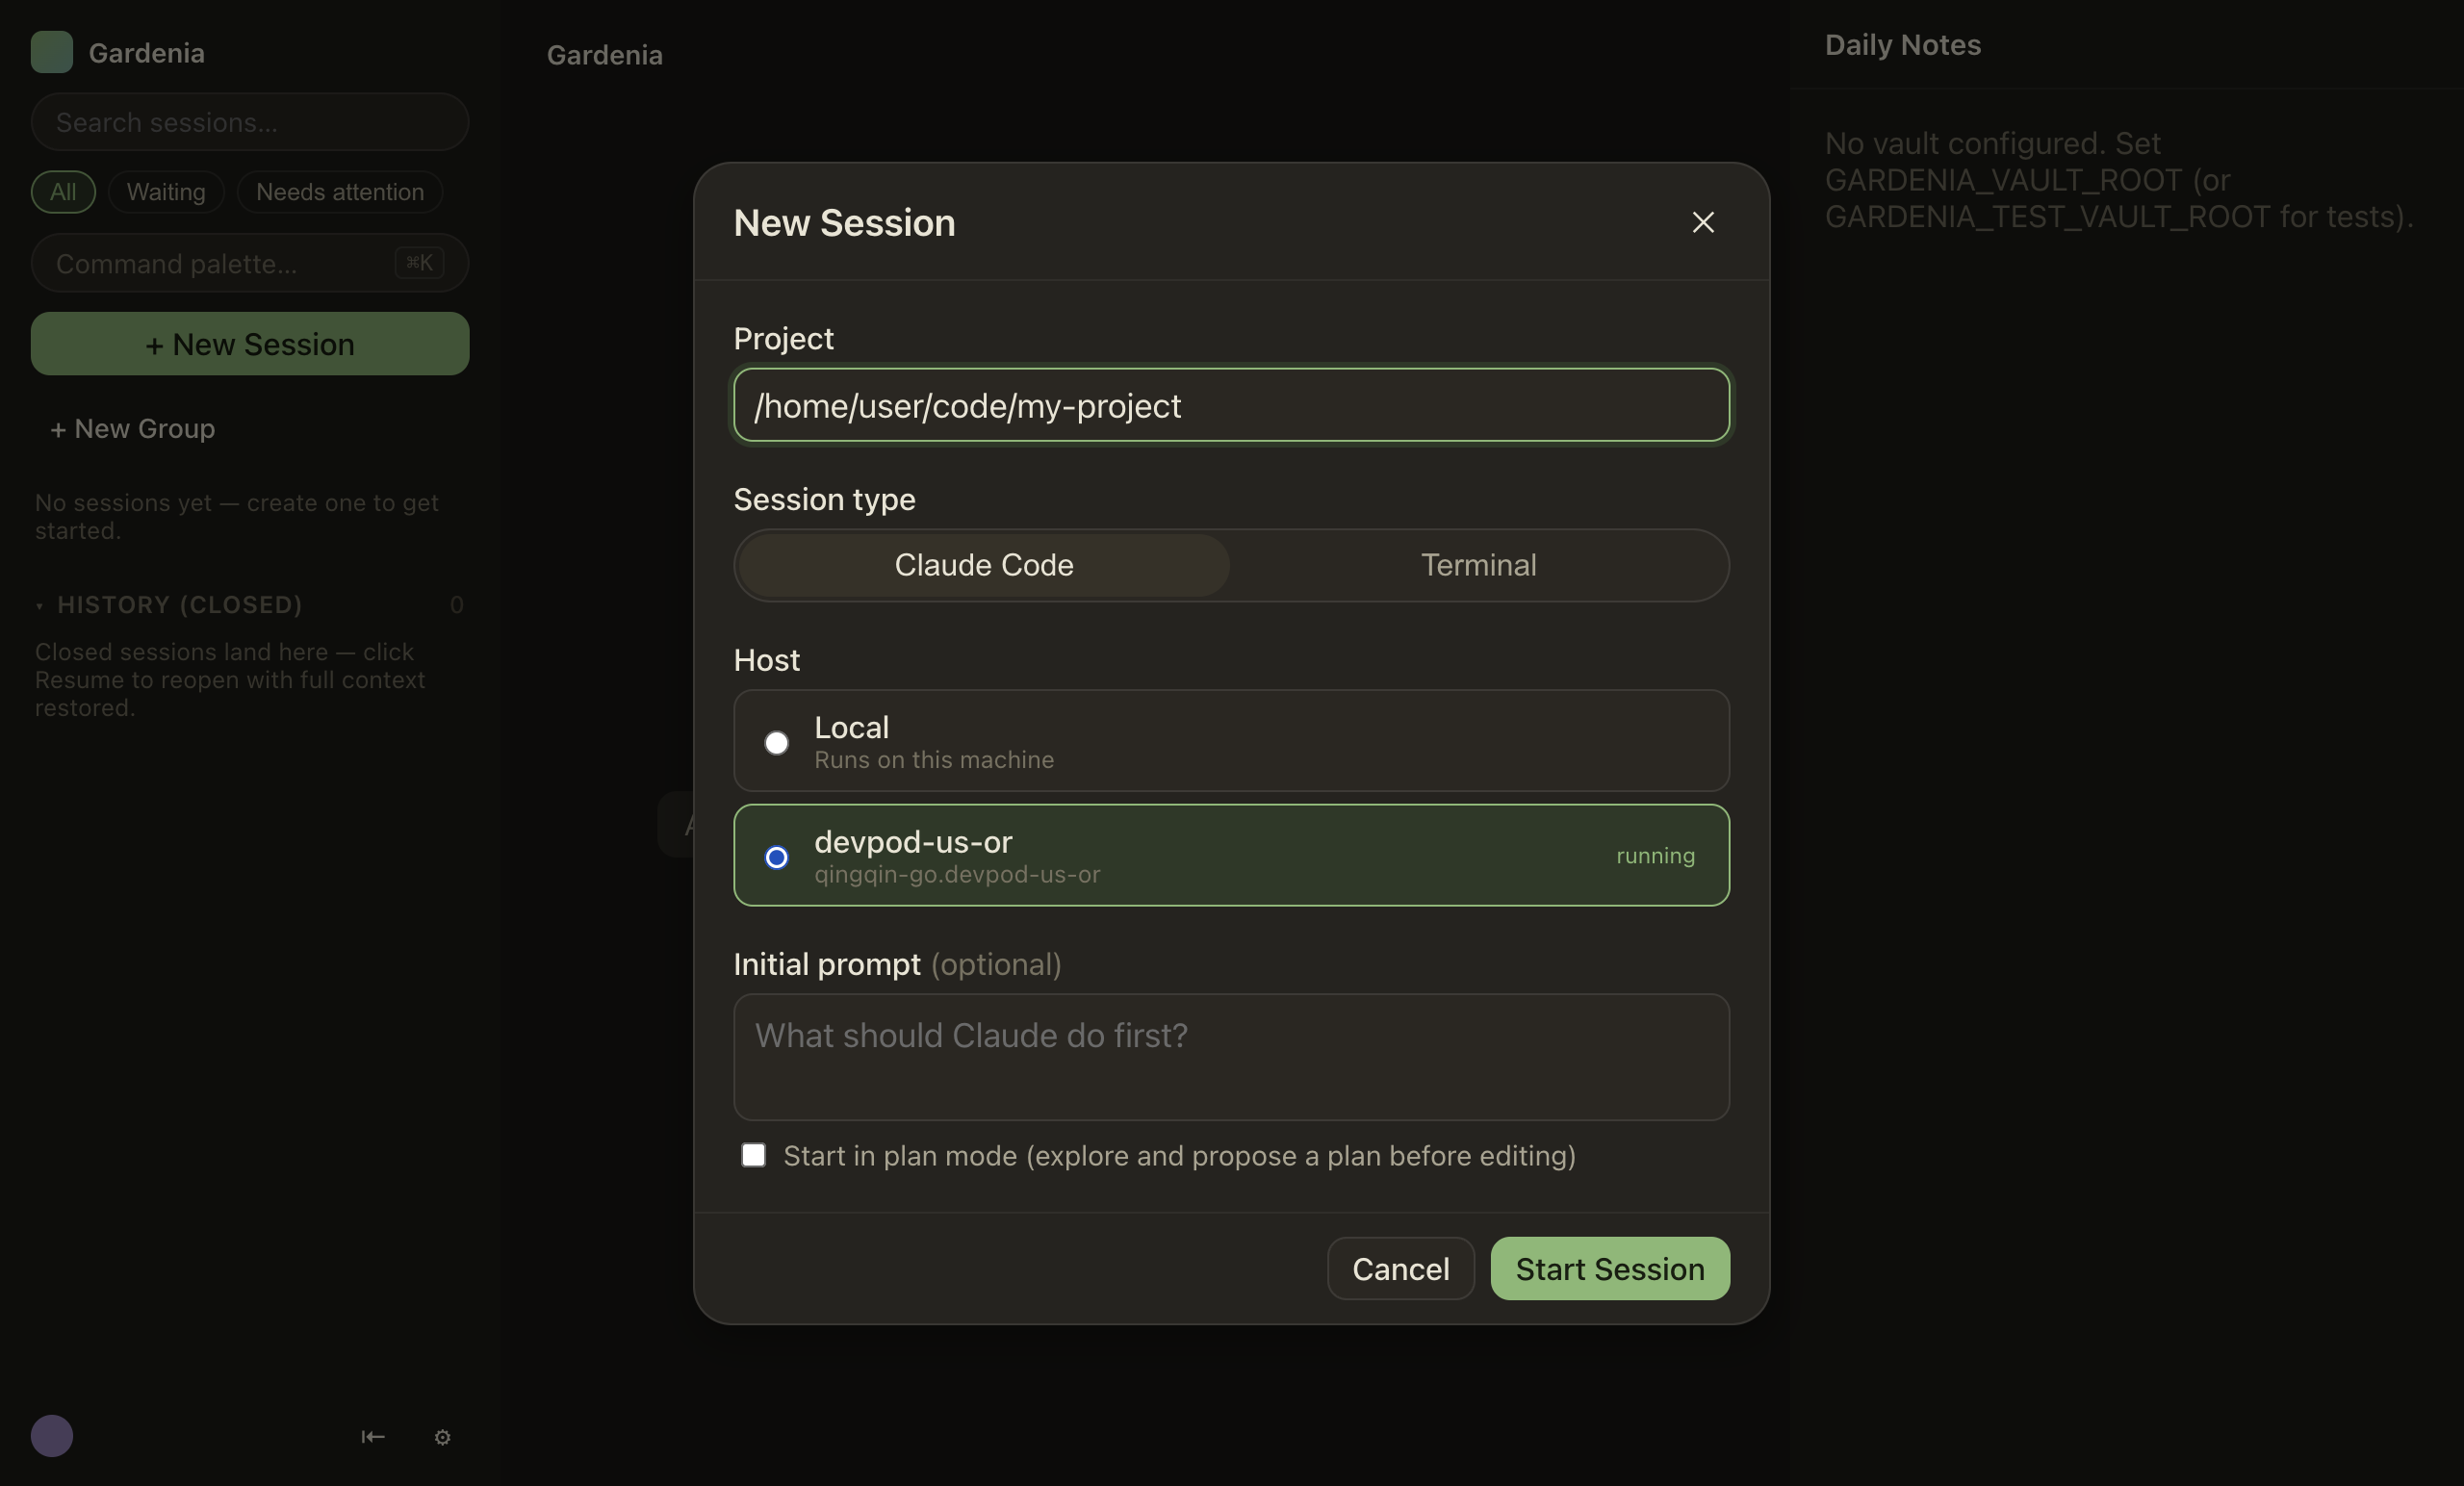 Gardenia
Search sessions...
All
Waiting
Needs attention
Command palette...
⌘K
+ New Session
+ New Group
No sessions yet — create one to get
started.
HISTORY (CLOSED)
0
Closed sessions land here — click
Resume to reopen with full context
restored.
Gardenia
New Session
Project
/home/user/code/my-project
Session type
Claude Code
Terminal
Host
Local
Runs on this machine
devpod-us-or
qingqin-go.devpod-us-or
running
Initial prompt (optional)
What should Claude do first?
Start in plan mode (explore and propose a plan before editing)
Cancel
Start Session
Daily Notes
No vault configured. Set
GARDENIA_VAULT_ROOT (or
GARDENIA_TEST_VAULT_ROOT for tests).